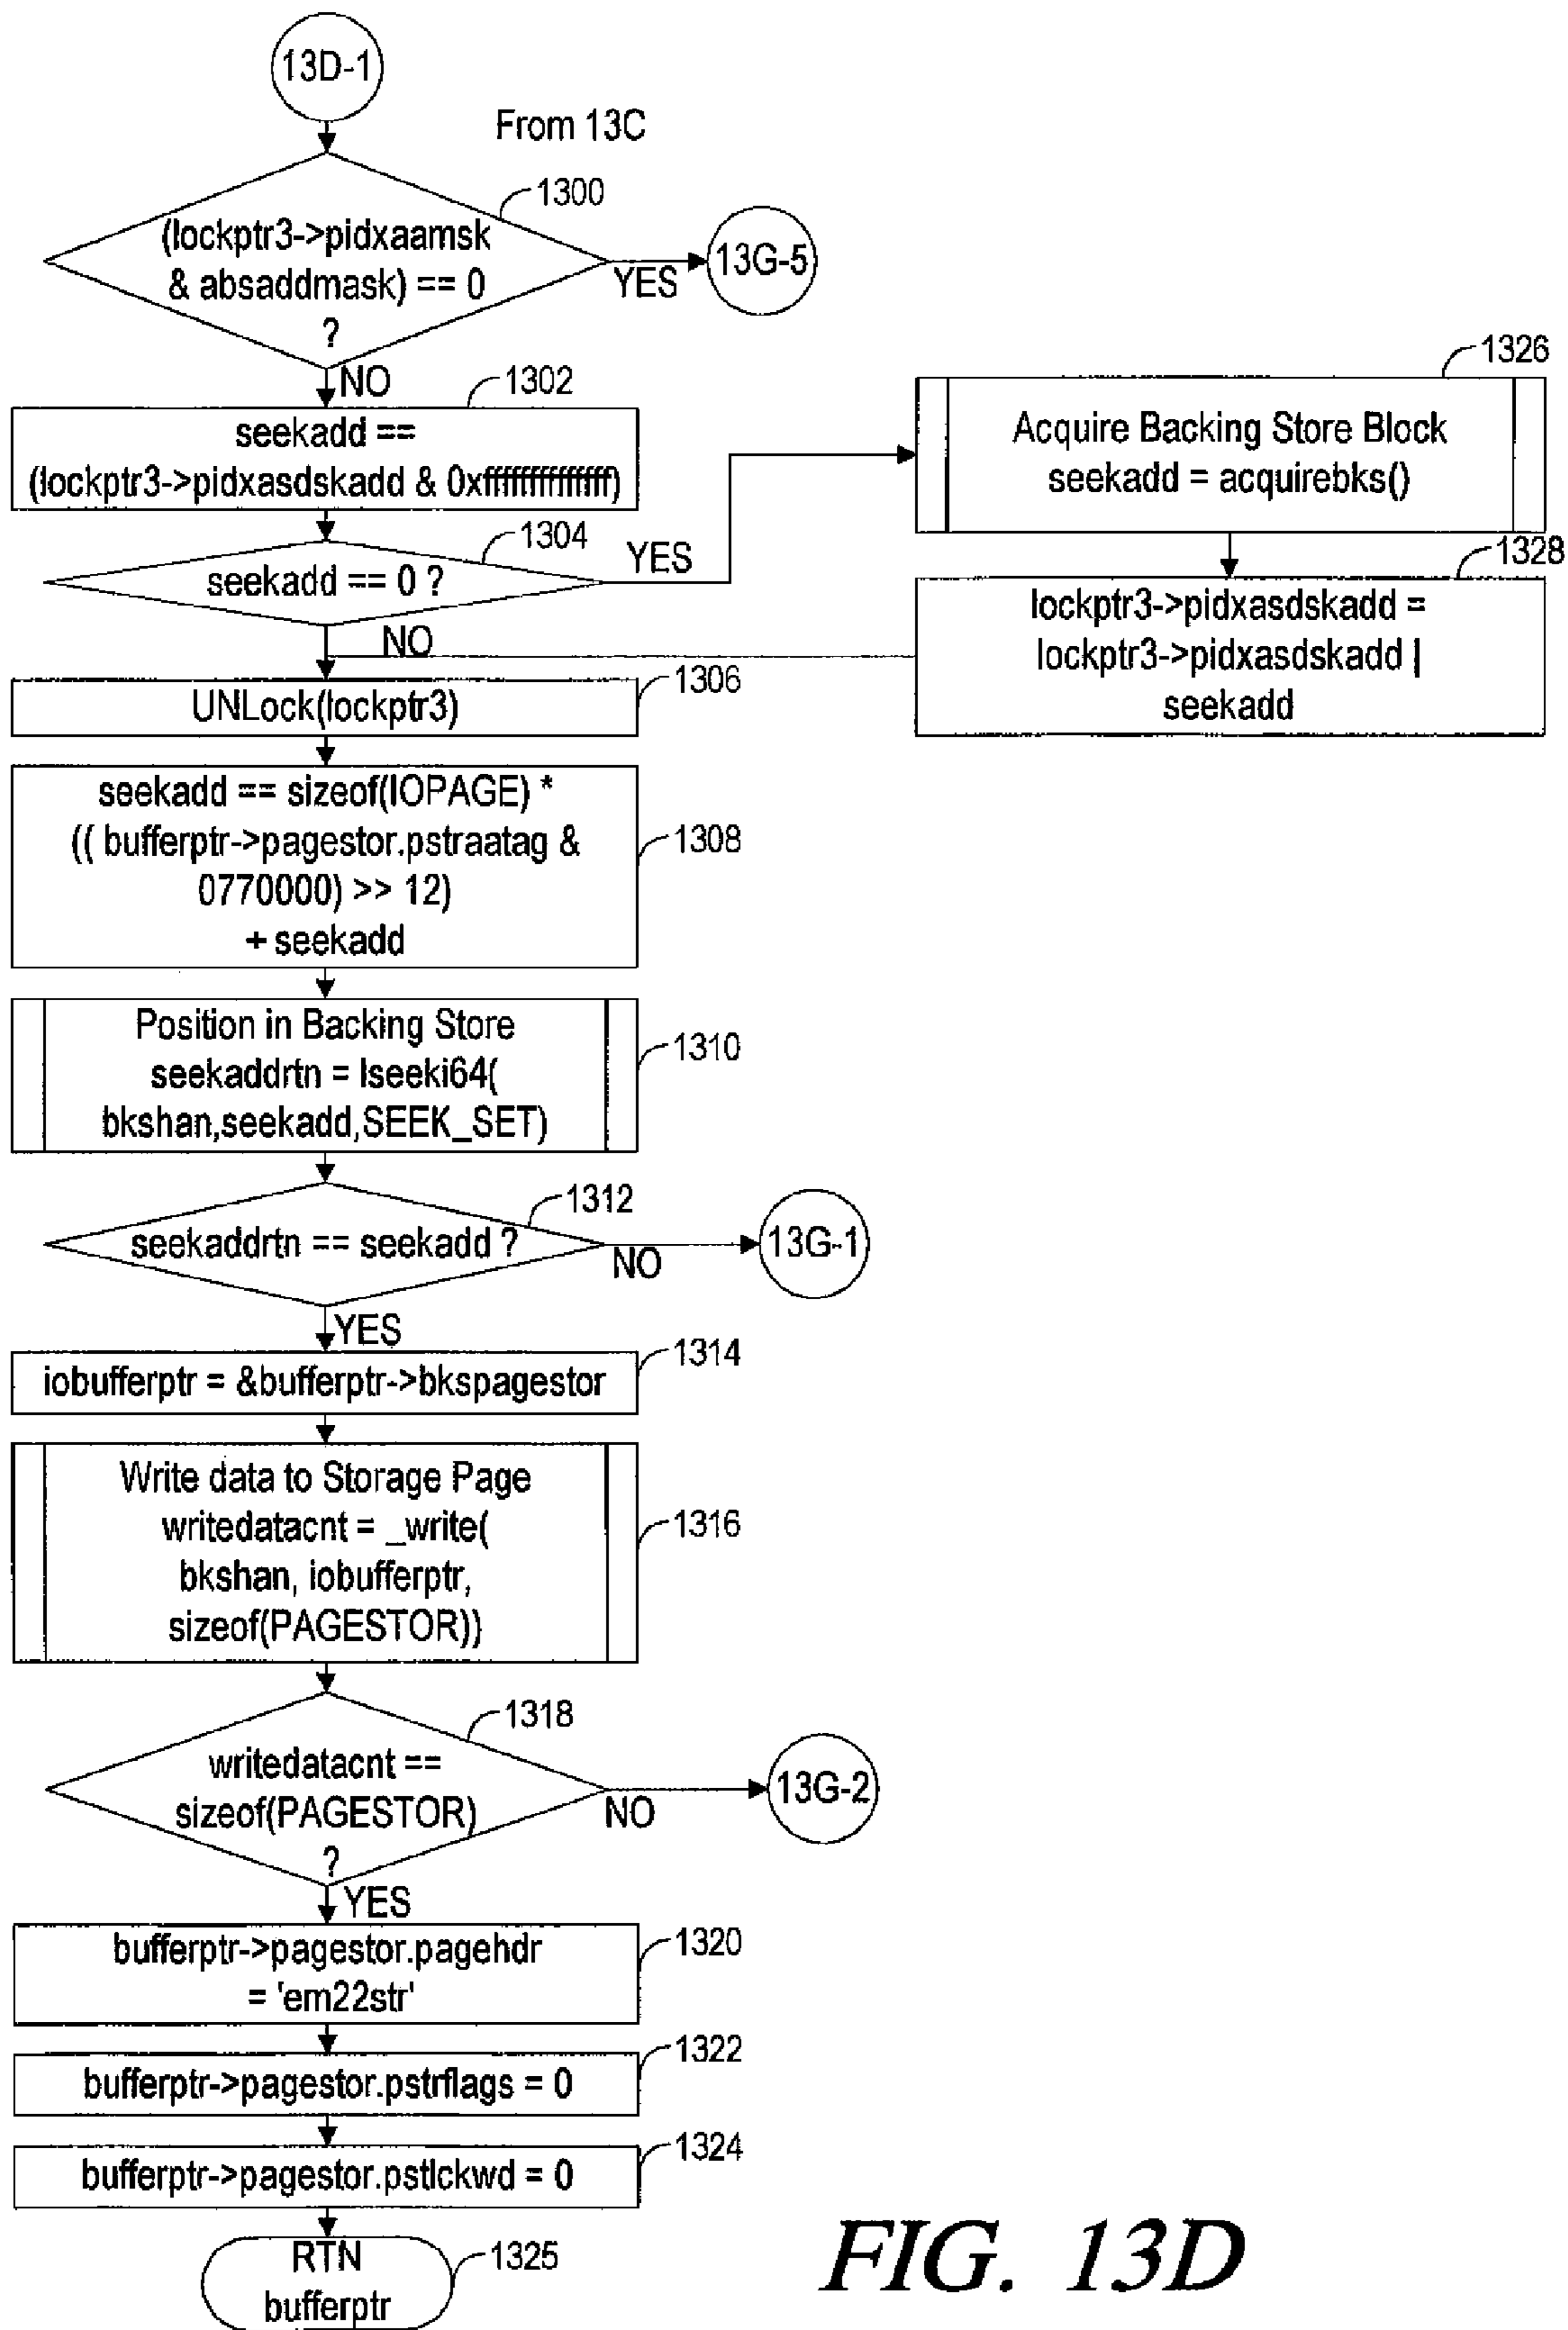 13D-1
From 13C
1300
(lockptr3->pidxaamsk
& absaddmask) == 0
?
YES
13G-5
NO
1302
seekadd ==
(lockptr3->pidxasdskadd & 0xffffffffffffff)
1304
seekadd == 0 ?
YES
NO
1326
Acquire Backing Store Block
seekadd = acquirebks()
1328
lockptr3->pidxasdskadd =
lockptr3->pidxasdskadd |
seekadd
1306
UNLock(lockptr3)
seekadd == sizeof(IOPAGE) *
(( bufferptr->pagestor.pstraatag &
0770000) >> 12)
+ seekadd
1308
Position in Backing Store
seekaddrtn = lseeki64(
bkshan,seekadd,SEEK_SET)
1310
1312
seekaddrtn == seekadd ?
NO
13G-1
YES
1314
iobufferptr = &bufferptr->bkspagestor
Write data to Storage Page
writedatacnt = _write(
bkshan, iobufferptr,
sizeof(PAGESTOR))
1316
1318
writedatacnt ==
sizeof(PAGESTOR)
?
NO
13G-2
YES
1320
bufferptr->pagestor.pagehdr
= 'em22str'
1322
bufferptr->pagestor.pstrflags = 0
1324
bufferptr->pagestor.pstlckwd = 0
RTN
bufferptr
1325
FIG. 13D